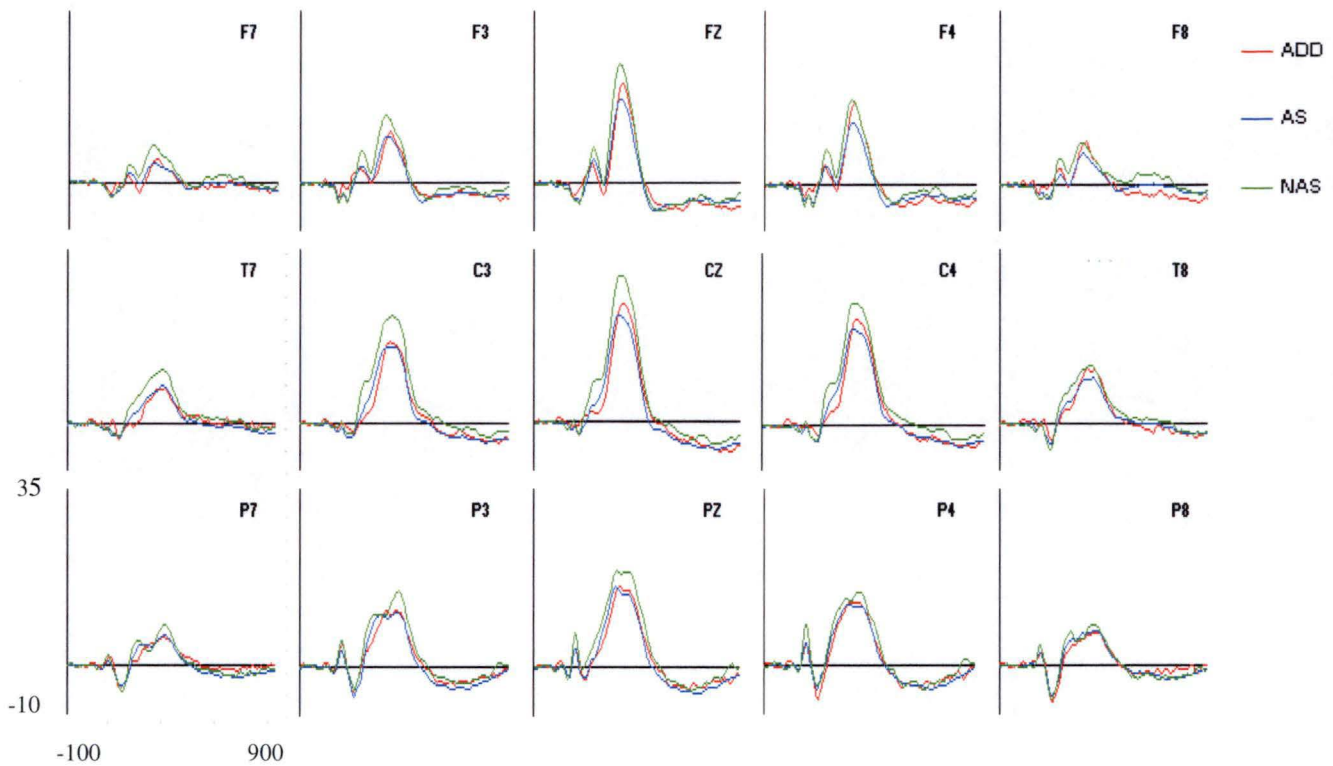 F7 F3 FZ F4 F8
ADD
AS
NAS
T7 C3 CZ C4 T8
35
P7 P3 PZ P4 P8
-10
-100 900